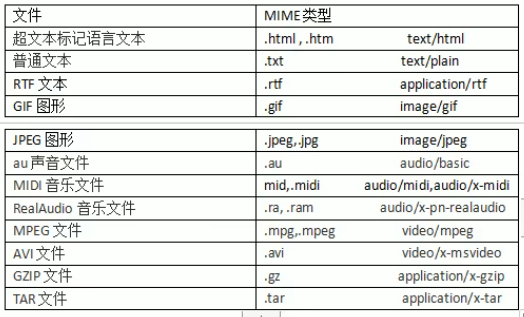 文件 MIME类型
超文本标记语言文本 .html , .htm text/html
普通文本 .txt text/plain
RTF 文本 .rtf application/rtf
GIF 图形 .gif image/gif
JPEG 图形 .jpeg,.jpg image/jpeg
au 声音文件 .au audio/basic
MIDI 音乐文件 mid,.midi audio/midi,audio/x-midi
RealAudio 音乐文件 .ra, .ram audio/x-pn-realaudio
MPEG 文件 .mpg,.mpeg video/mpeg
AVI 文件 .avi video/x-msvideo
GZIP 文件 .gz application/x-gzip
TAR 文件 .tar application/x-tar